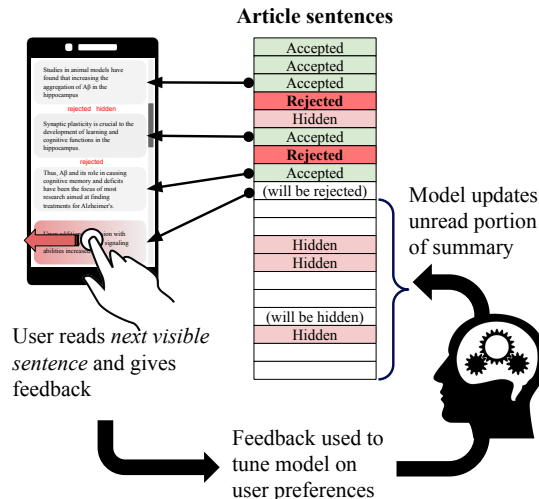 Article sentences
Studies in animal models have
found that increasing the
aggregation of Aβ in the
hippocampus
rejected hidden
Synaptic plasticity is crucial to the
development of learning and
cognitive functions in the
hippocampus.
rejected
Thus, Aβ and its role in causing
cognitive memory and deficits
have been the focus of most
research aimed at finding
treatments for Alzheimer's.
with
signaling
abilities
Accepted
Accepted
Accepted
Rejected
Hidden
Accepted
Rejected
Accepted
(will be rejected)
Hidden
Hidden
(will be hidden)
Hidden
Model updates
unread portion
of summary
User reads next visible
sentence and gives
feedback
Feedback used to
tune model on
user preferences